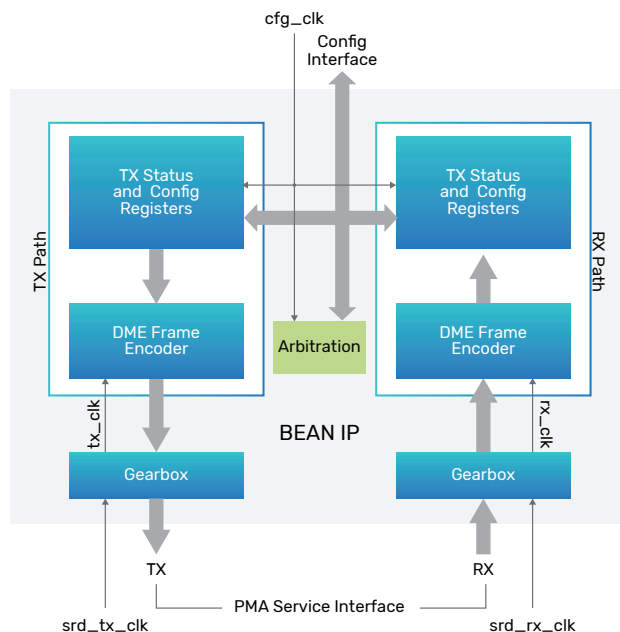 cfg_clk
Config
Interface
TX Status
and Config
Registers
TX Status
and Config
Registers
TX Path
RX Path
DME Frame
Encoder
Arbitration
DME Frame
Encoder
tx_clk
rx_clk
BEAN IP
Gearbox
Gearbox
TX
RX
PMA Service Interface
srd_tx_clk
srd_rx_clk